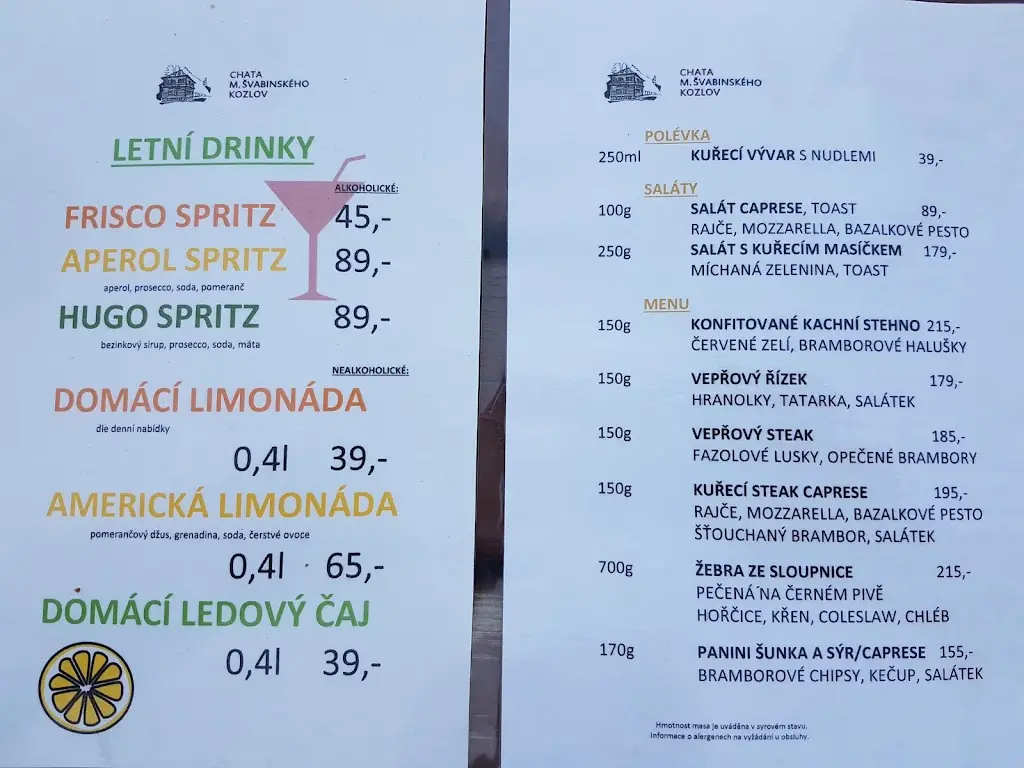 CHATA
M. ŠVABINSKÉHO
KOZLOV
LETNÍ DRINKY
ALKOHOLICKÉ:
FRISCO SPRITZ 45,-
APEROL SPRITZ 89,-
aperol, prosecco, soda, pomeranč
HUGO SPRITZ 89,-
bezinkový sirup, prosecco, soda, máta
NEALKOHOLICKÉ:
DOMÁCÍ LIMONÁDA
dle denní nabídky
0,4l 39,-
AMERICKÁ LIMONÁDA
pomerančový džus, grenadina, soda, čerstvé ovoce
0,4l 65,-
DOMÁCÍ LEDOVÝ ČAJ
0,4l 39,-
CHATA
M. ŠVABINSKÉHO
KOZLOV
POLÉVKA
250ml KUŘECÍ VÝVAR S NUDLEMI 39,-
SALÁTY
100g SALÁT CAPRESE, TOAST 89,-
RAJČE, MOZZARELLA, BAZALKOVÉ PESTO
250g SALÁT S KUŘECÍM MASÍČKEM 179,-
MÍCHANÁ ZELENINA, TOAST
MENU
150g KONFITOVANÉ KACHNÍ STEHNO 215,-
ČERVENÉ ZELÍ, BRAMBOROVÉ HALUŠKY
150g VEPŘOVÝ ŘÍZEK 179,-
HRANOLKY, TATARKA, SALÁTEK
150g VEPŘOVÝ STEAK 185,-
FAZOLOVÉ LUSKY, OPEČENÉ BRAMBORY
150g KUŘECÍ STEAK CAPRESE 195,-
RAJČE, MOZZARELLA, BAZALKOVÉ PESTO
ŠŤOUCHANÝ BRAMBOR, SALÁTEK
700g ŽEBRA ZE SLOUPNICE 215,-
PEČENÁ NA ČERNÉM PIVĚ
HOŘČICE, KŘEN, COLESLAW, CHLÉB
170g PANINI ŠUNKA A SÝR/CAPRESE 155,-
BRAMBOROVÉ CHIPSY, KEČUP, SALÁTEK
Hmotnost masa je uváděna v syrovém stavu.
Informace o alergenech na vyžádání u obsluhy.